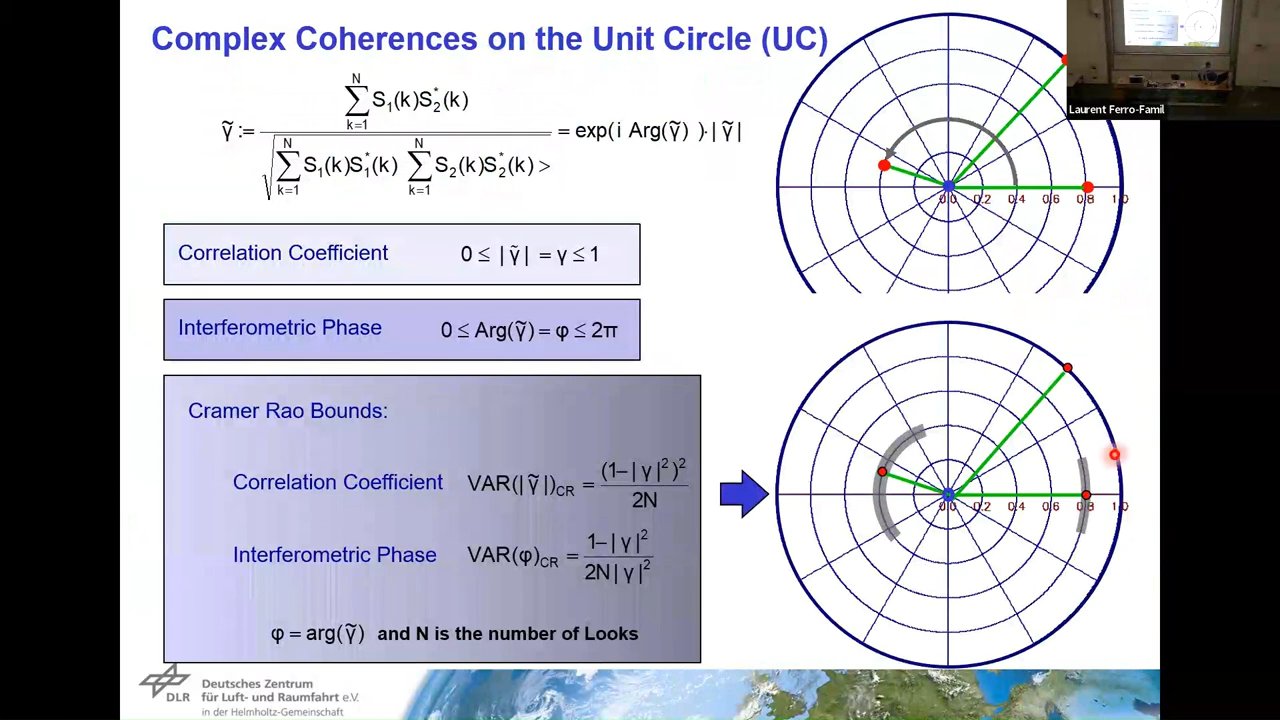 Complex Coherences on the Unit Circle (UC)
γ̃ := ∑_{k=1}^{N} S₁(k)S₂*(k) / √(∑_{k=1}^{N} S₁(k)S₁*(k) ∑_{k=1}^{N} S₂(k)S₂*(k) >) = exp(i Arg(γ̃) )·| γ̃ |
Correlation Coefficient 0 ≤ | γ̃ | = γ ≤ 1
Interferometric Phase 0 ≤ Arg(γ̃) = φ ≤ 2π
Cramer Rao Bounds:
Correlation Coefficient VAR(| γ̃ |)_CR = (1−| γ |²)² / 2N
Interferometric Phase VAR(φ)_CR = 1−| γ |² / 2N| γ |²
φ = arg(γ̃) and N is the number of Looks
0.0 0.2 0.4 0.6 0.8 1.0
0.0 0.2 0.4 0.6 0.8 1.0
Laurent Ferro-Famil
DLR
Deutsches Zentrum
für Luft- und Raumfahrt e.V.
in der Helmholtz-Gemeinschaft